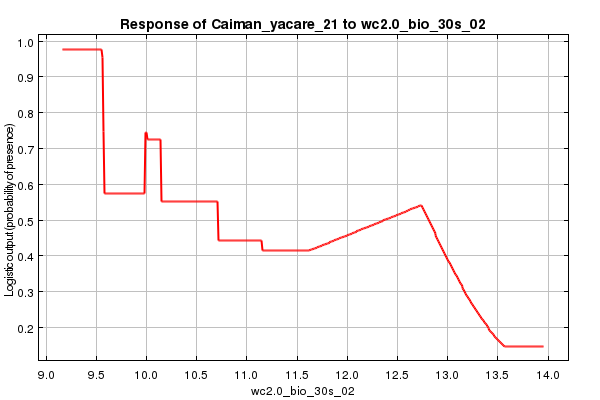 Response of Caiman_yacare_21 to wc2.0_bio_30s_02
Logistic output (probability of presence)
1.0
0.9
0.8
0.7
0.6
0.5
0.4
0.3
0.2
9.0 9.5 10.0 10.5 11.0 11.5 12.0 12.5 13.0 13.5 14.0
wc2.0_bio_30s_02